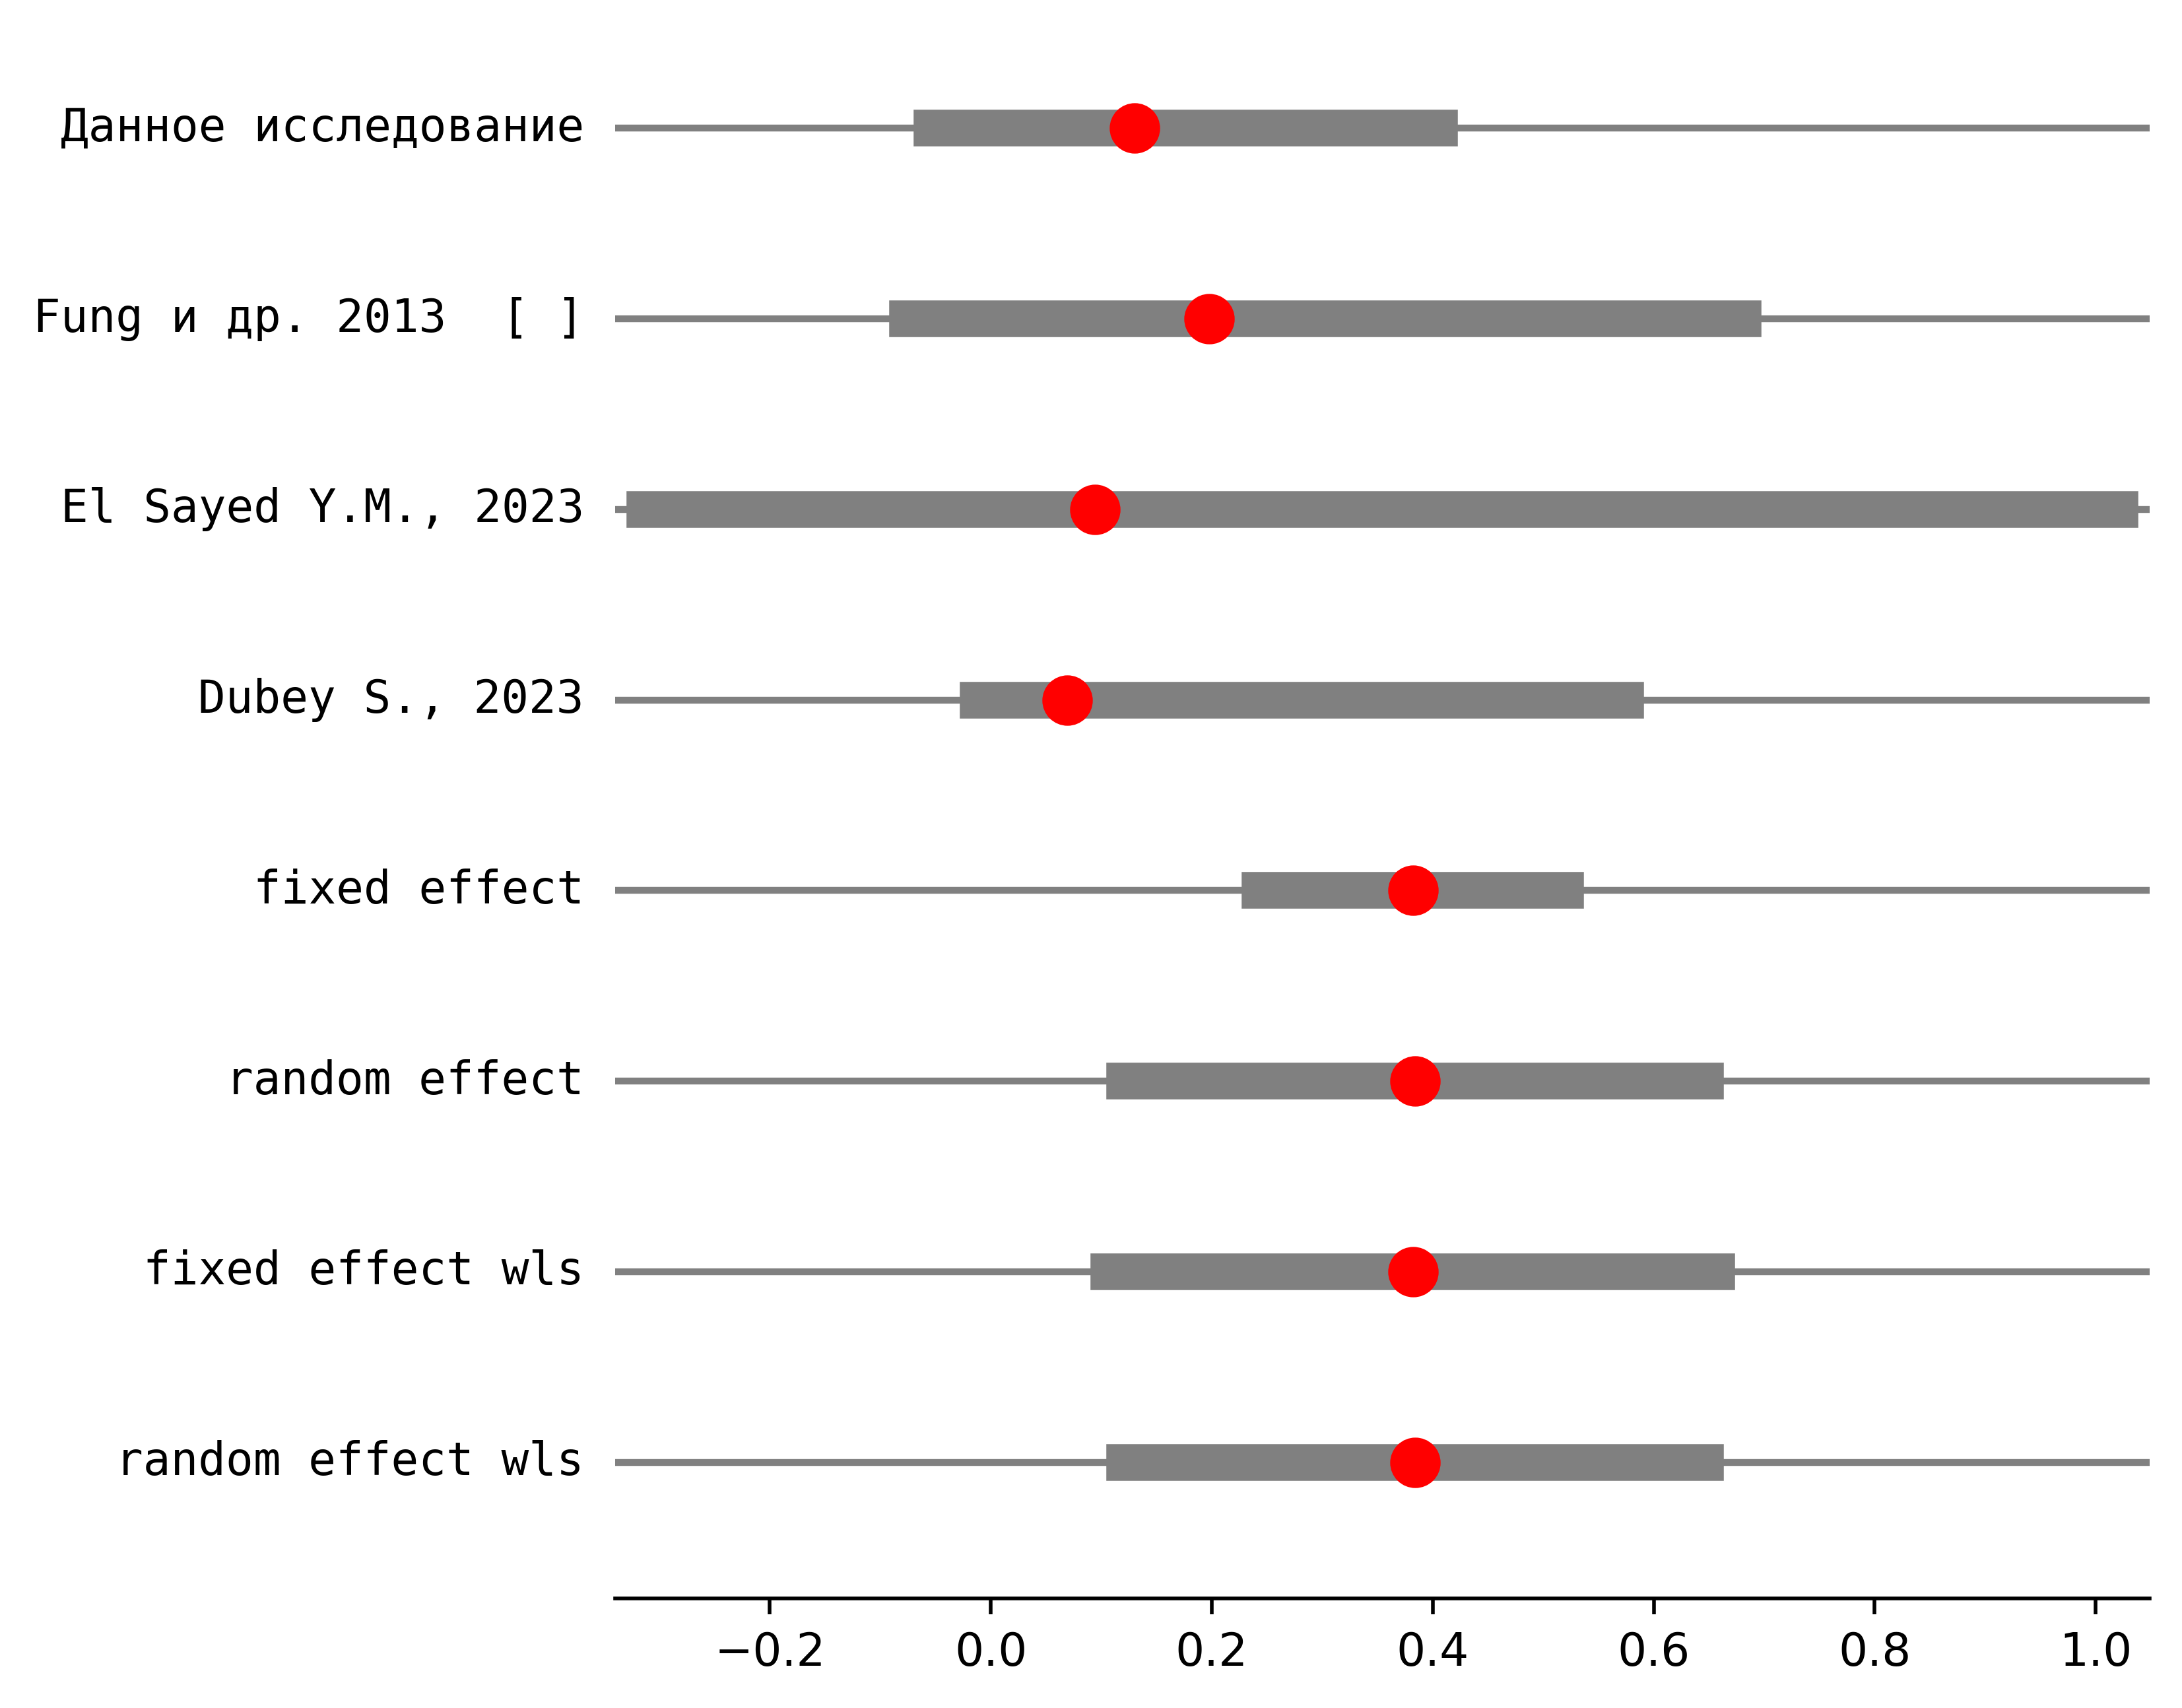 Данное исследование
Fung и др. 2013  [ ]
El Sayed Y.M., 2023
Dubey S., 2023
fixed effect
random effect
fixed effect wls
random effect wls
−0.2 0.0 0.2 0.4 0.6 0.8 1.0